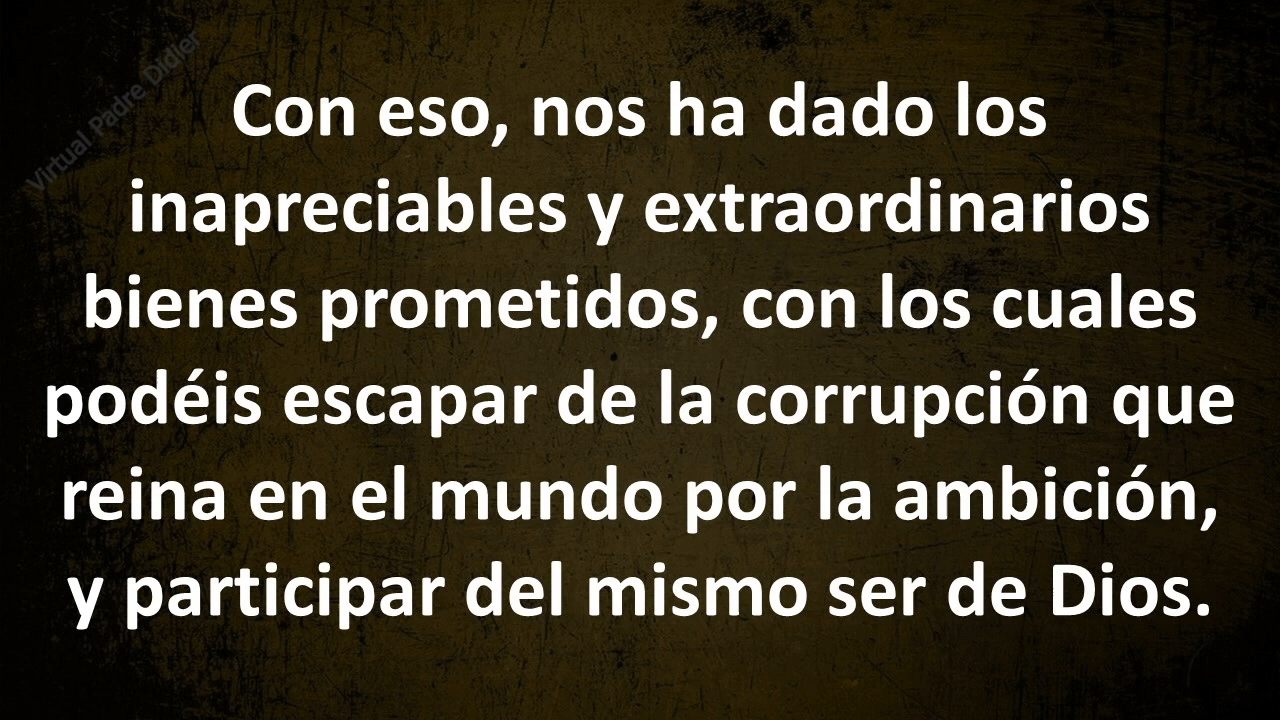 Virtual Padre Didier
Con eso, nos ha dado los
inapreciables y extraordinarios
bienes prometidos, con los cuales
podéis escapar de la corrupción que
reina en el mundo por la ambición,
y participar del mismo ser de Dios.